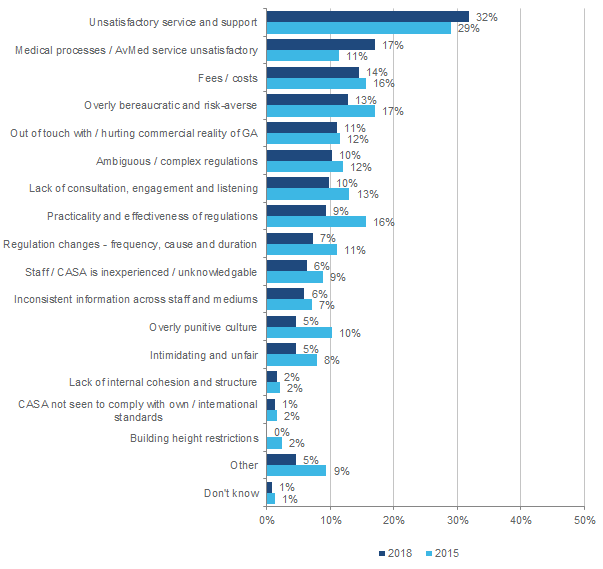 Unsatisfactory service and support
32%
29%
Medical processes / AvMed service unsatisfactory
17%
11%
Fees / costs
14%
16%
Overly bereaucratic and risk-averse
13%
17%
Out of touch with / hurting commercial reality of GA
11%
12%
Ambiguous / complex regulations
10%
12%
Lack of consultation, engagement and listening
10%
13%
Practicality and effectiveness of regulations
9%
16%
Regulation changes - frequency, cause and duration
7%
11%
Staff / CASA is inexperienced / unknowledgable
6%
9%
Inconsistent information across staff and mediums
6%
7%
Overly punitive culture
5%
10%
Intimidating and unfair
5%
8%
Lack of internal cohesion and structure
2%
2%
CASA not seen to comply with own / international
standards
1%
2%
Building height restrictions
0%
2%
Other
5%
9%
Don't know
1%
1%
0% 10% 20% 30% 40% 50%
2018 2015